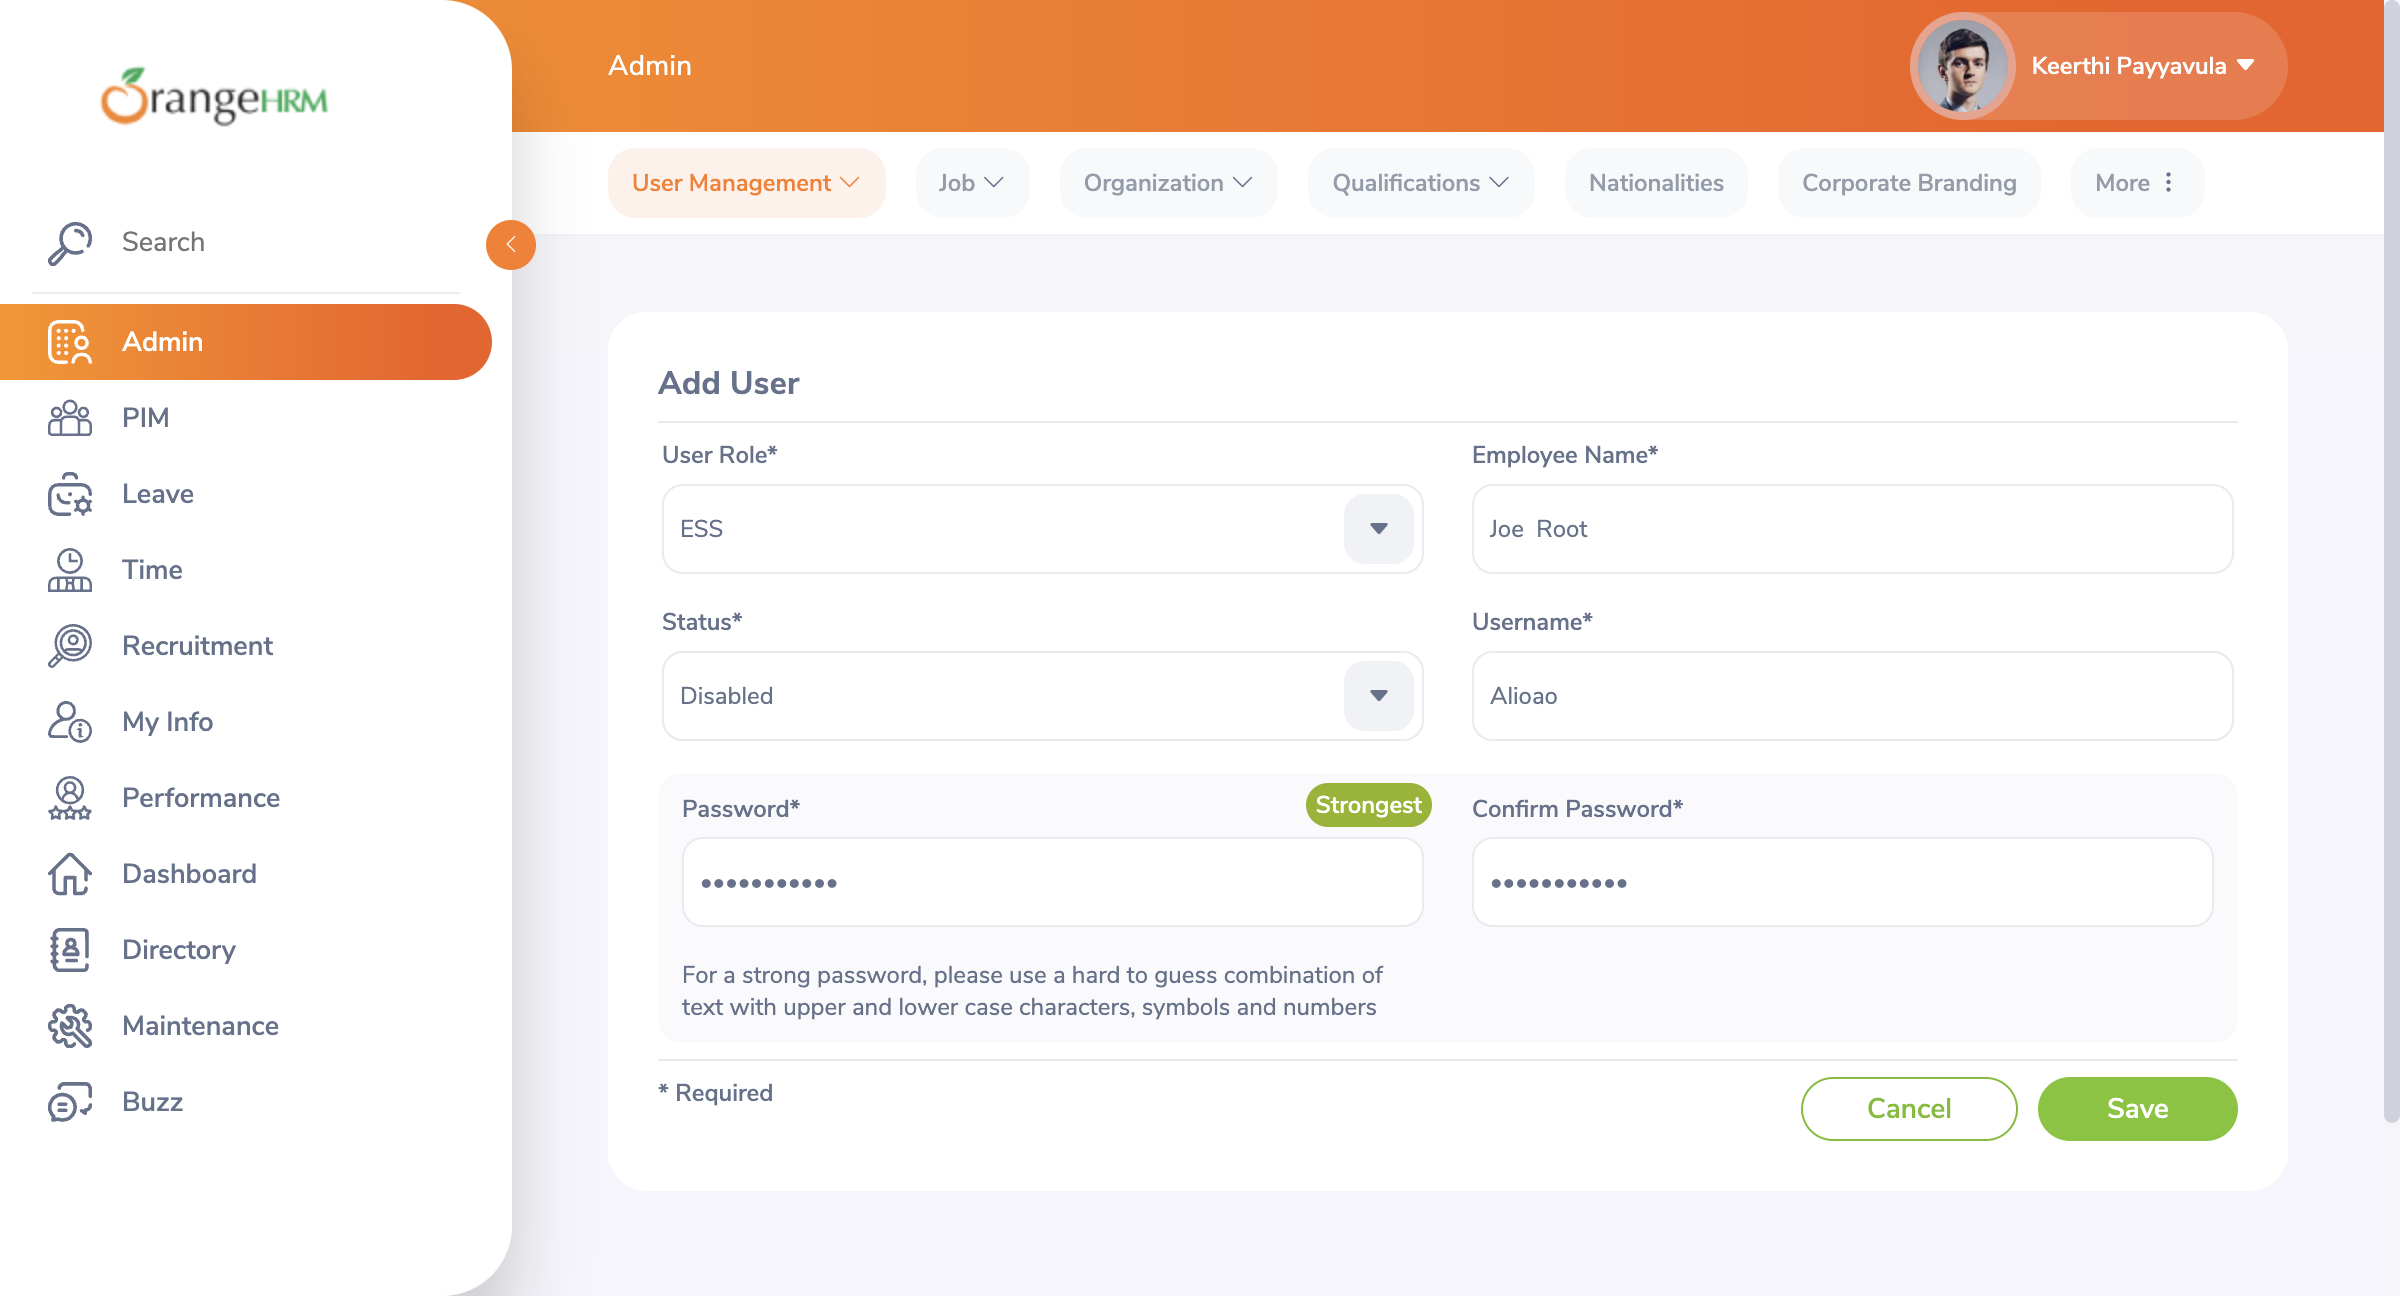 OrangeHRM
Admin
Keerthi Payyavula
User Management
Job
Organization
Qualifications
Nationalities
Corporate Branding
More
Search
Admin
PIM
Leave
Time
Recruitment
My Info
Performance
Dashboard
Directory
Maintenance
Buzz
Add User
User Role*
Employee Name*
ESS
Joe  Root
Status*
Username*
Disabled
Alioao
Password*
Strongest
Confirm Password*
•••••••••••
•••••••••••
For a strong password, please use a hard to guess combination of
text with upper and lower case characters, symbols and numbers
* Required
Cancel
Save